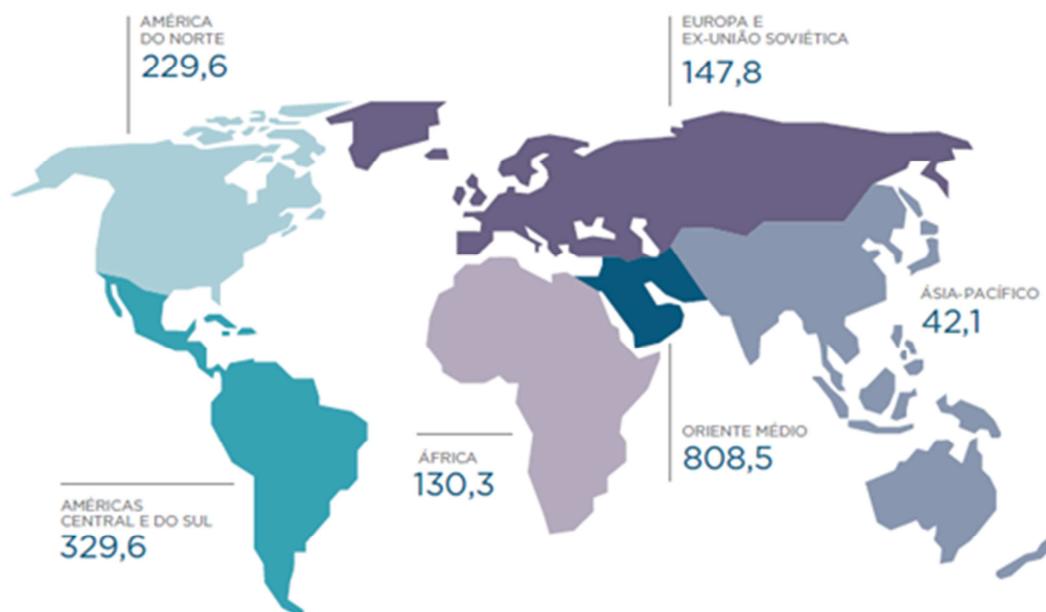 AMÉRICA
DO NORTE
229,6
EUROPA E
EX-UNIÃO SOVIÉTICA
147,8
ÁSIA-PACÍFICO
42,1
ORIENTE MÉDIO
808,5
ÁFRICA
130,3
AMÉRICAS
CENTRAL E DO SUL
329,6